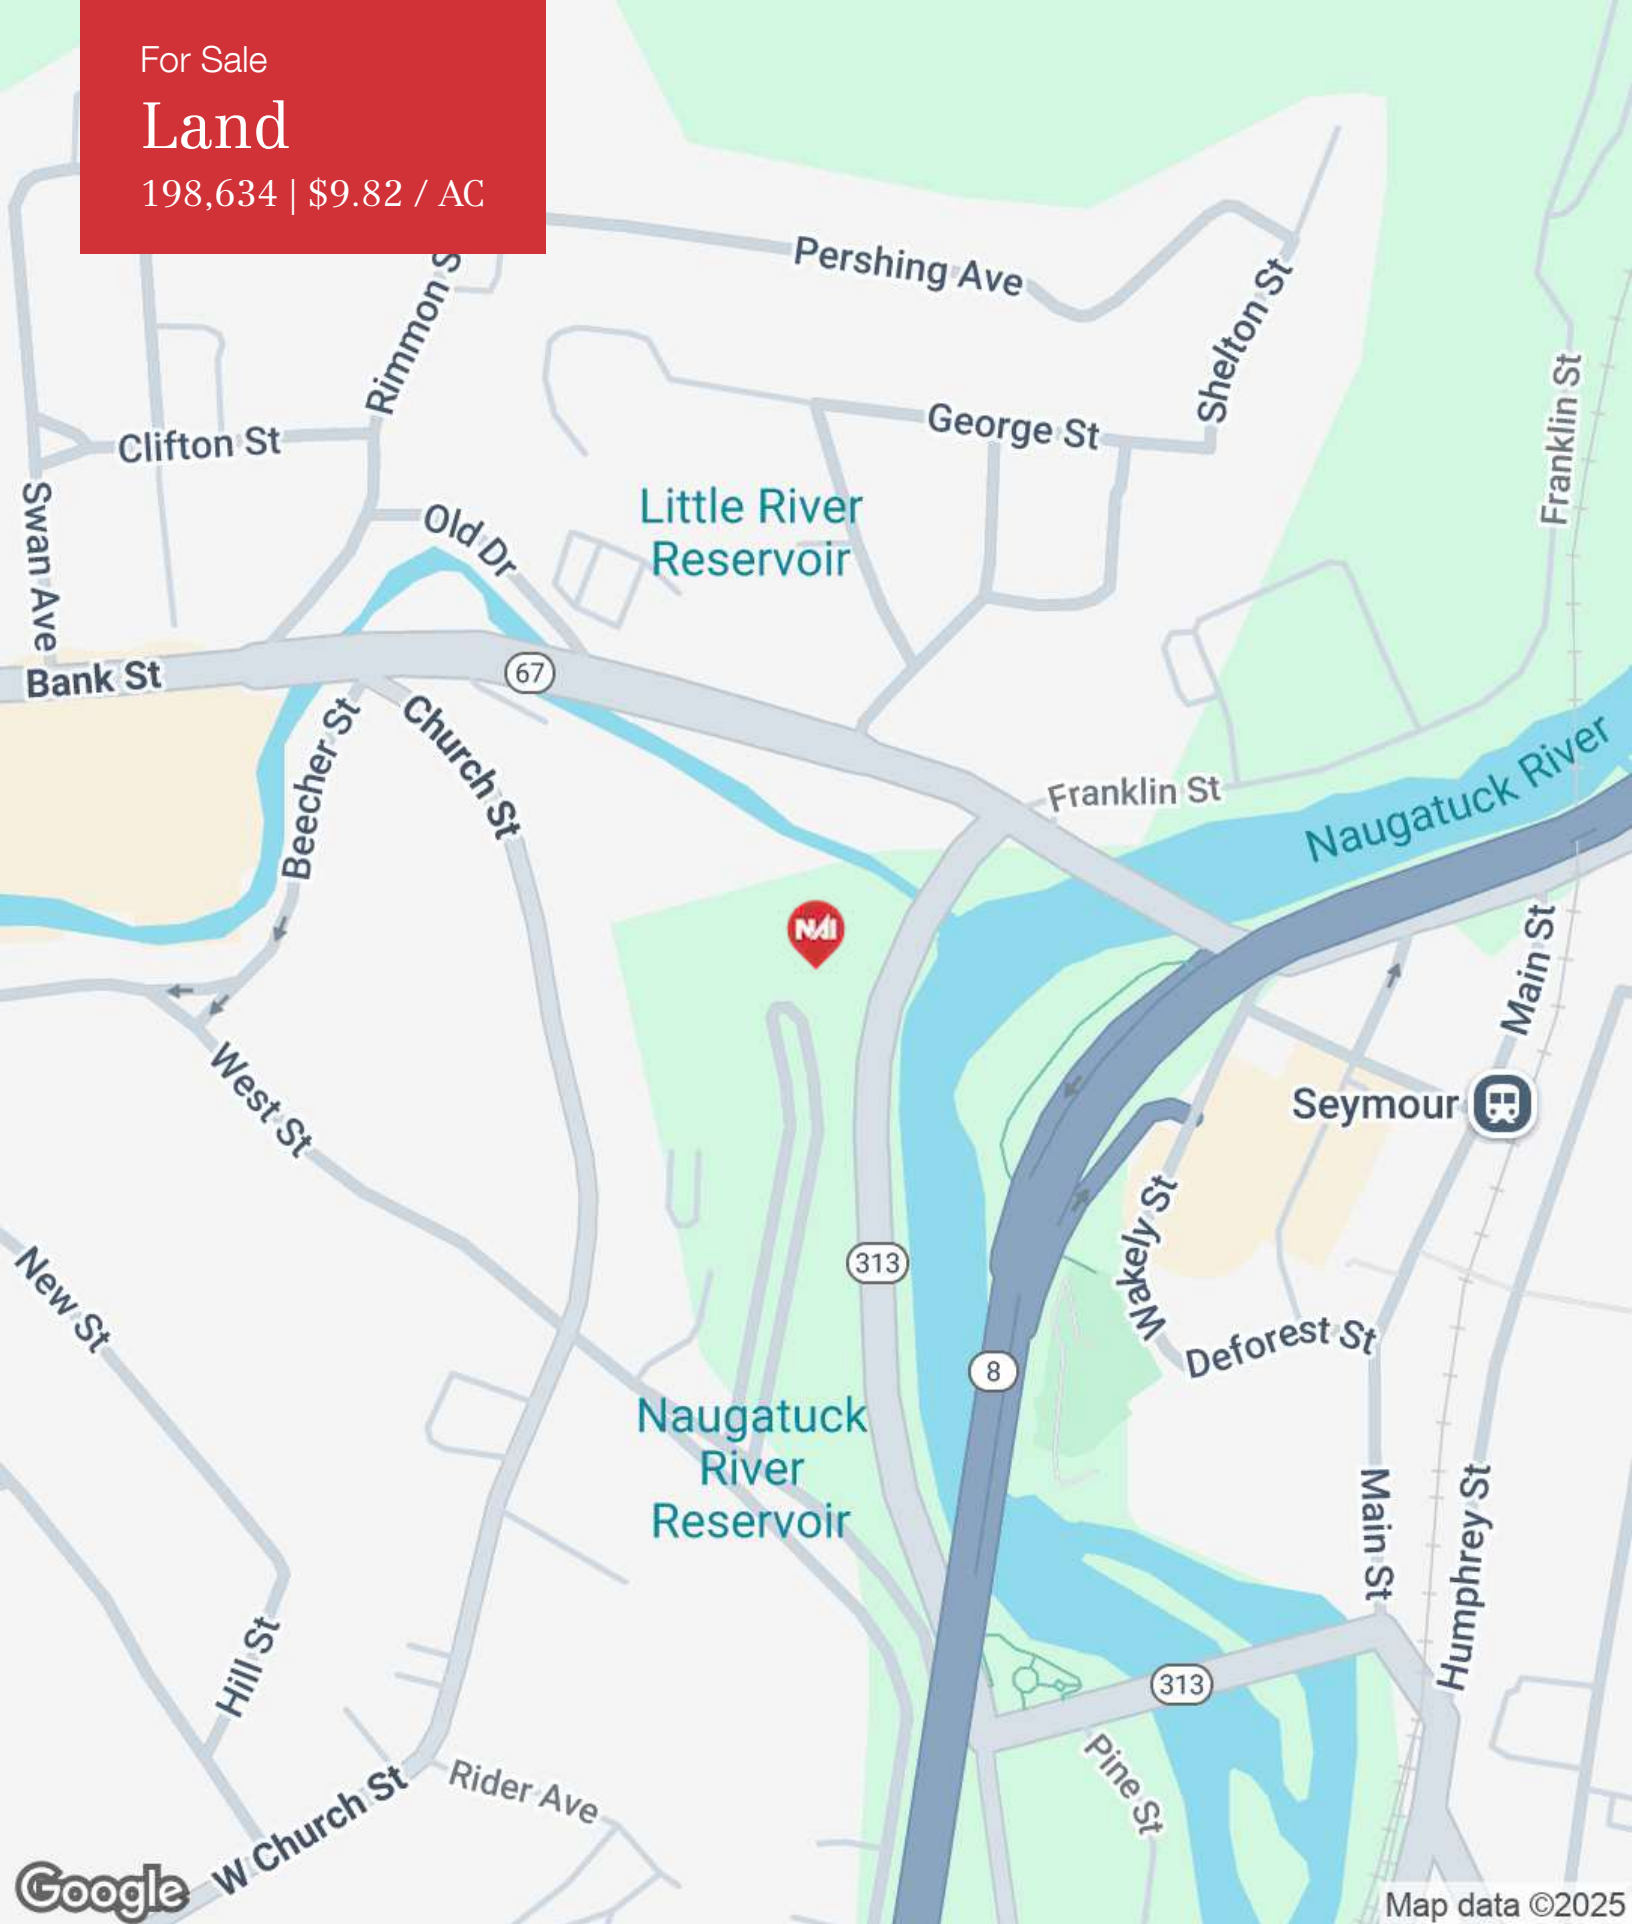 For Sale
Land
198,634 | $9.82 / AC
Pershing Ave
Rimmon S
Shelton St
George St
Clifton St
Franklin St
Swan Ave
Old Dr
Little River
Reservoir
Bank St
67
Church St
Beecher St
Franklin St
Naugatuck River
NAI
Main St
West St
Seymour
Wakely St
313
New St
Deforest St
8
Naugatuck
River
Reservoir
Main St
Humphrey St
Hill St
313
Pine St
Rider Ave
W Church St
Google
Map data ©2025